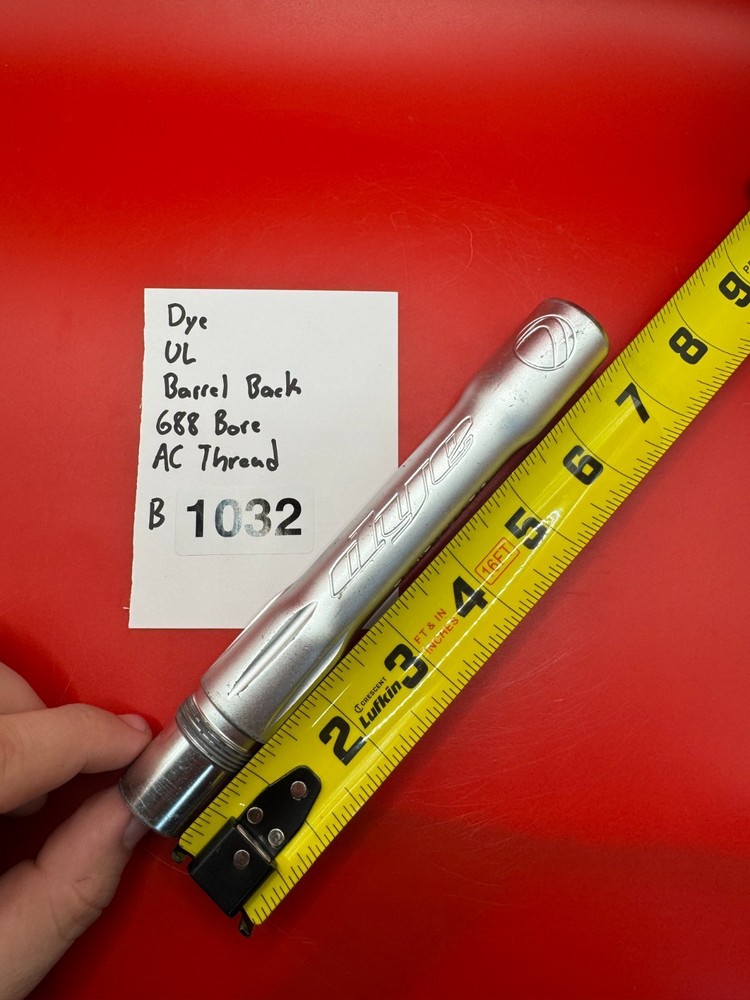 Dye
UL
Barrel Back
688 Bore
AC Thread
B 1032
dye
2
CRESCENT
Lufkin
3
FT & IN
INCHES
4
16FT
5
6
7
8
9